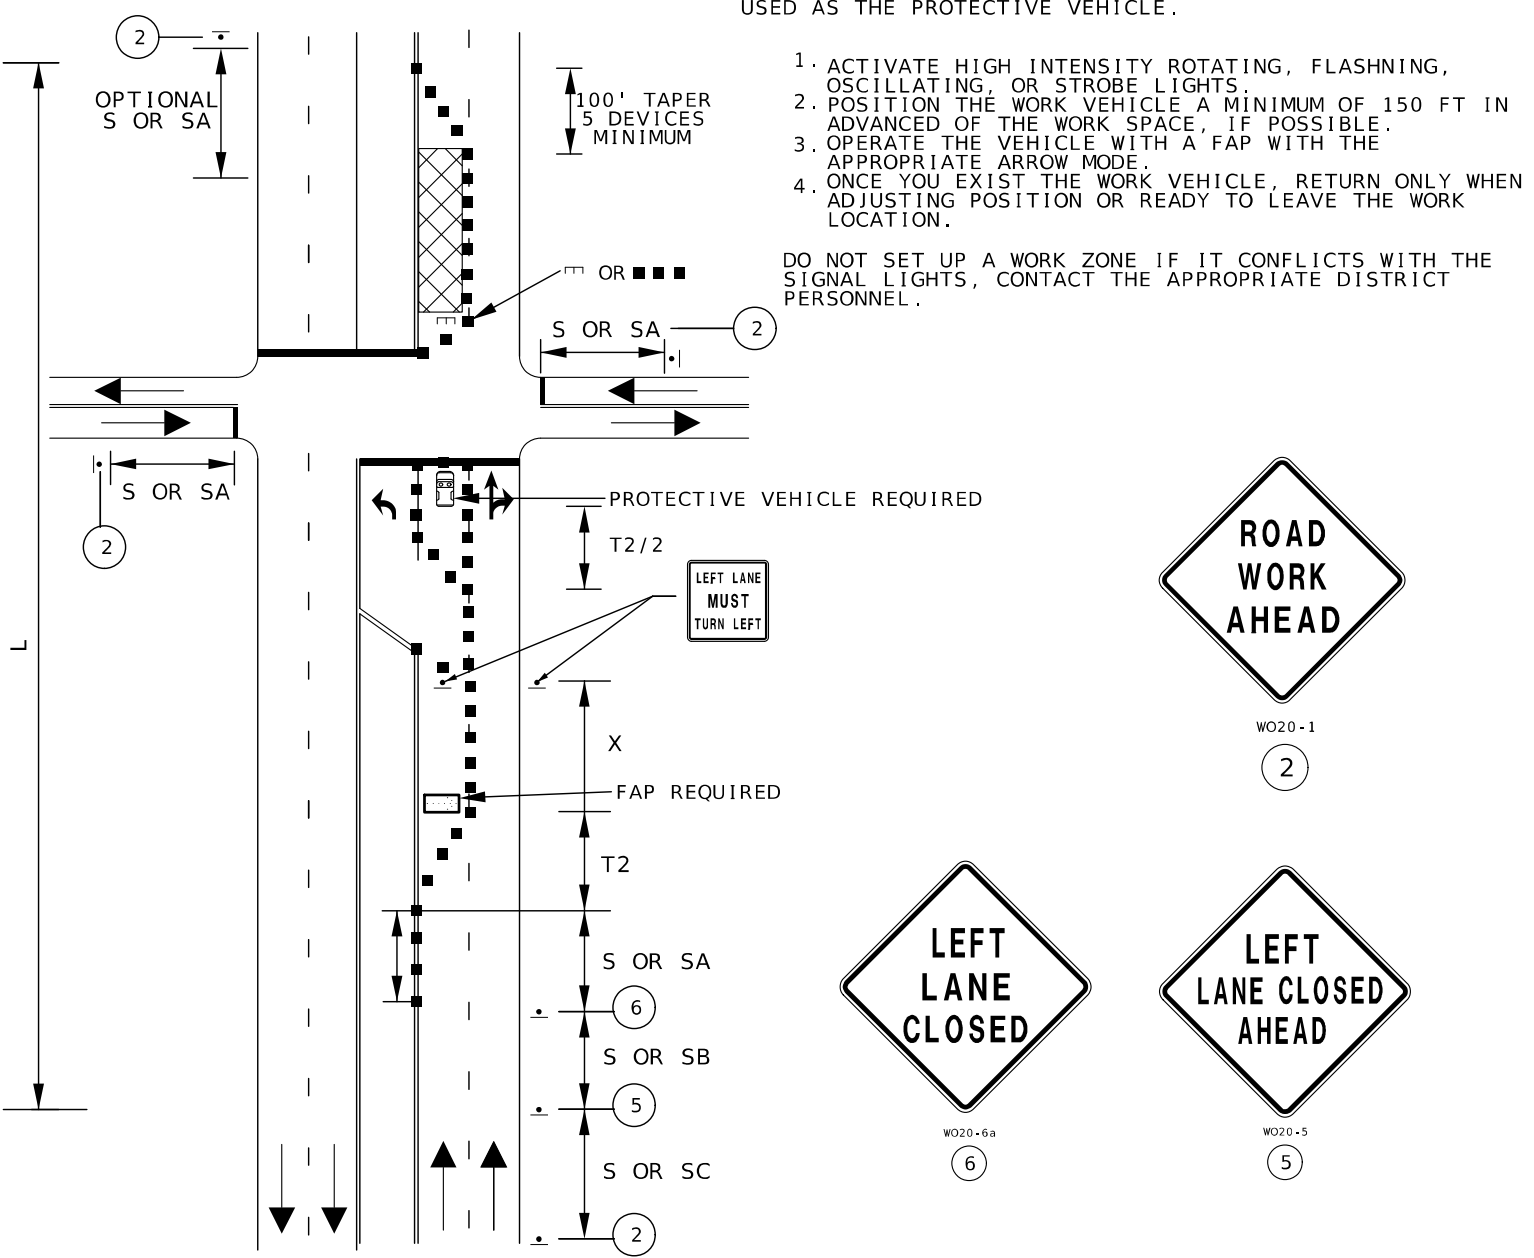 USED AS THE PROTECTIVE VEHICLE.
1. ACTIVATE HIGH INTENSITY ROTATING, FLASHNING,
OSCILLATING, OR STROBE LIGHTS.
2. POSITION THE WORK VEHICLE A MINIMUM OF 150 FT IN
ADVANCED OF THE WORK SPACE, IF POSSIBLE.
3. OPERATE THE VEHICLE WITH A FAP WITH THE
APPROPRIATE ARROW MODE.
4. ONCE YOU EXIST THE WORK VEHICLE, RETURN ONLY WHEN
ADJUSTING POSITION OR READY TO LEAVE THE WORK
LOCATION.
DO NOT SET UP A WORK ZONE IF IT CONFLICTS WITH THE
SIGNAL LIGHTS, CONTACT THE APPROPRIATE DISTRICT
PERSONNEL.
2
OPTIONAL
S OR SA
100' TAPER
5 DEVICES
MINIMUM
OR
S OR SA
2
S OR SA
2
PROTECTIVE VEHICLE REQUIRED
T2/2
LEFT LANE
MUST
TURN LEFT
L
X
FAP REQUIRED
T2
S OR SA
6
S OR SB
5
S OR SC
2
ROAD
WORK
AHEAD
WO20-1
2
LEFT
LANE
CLOSED
WO20-6a
6
LEFT
LANE CLOSED
AHEAD
WO20-5
5